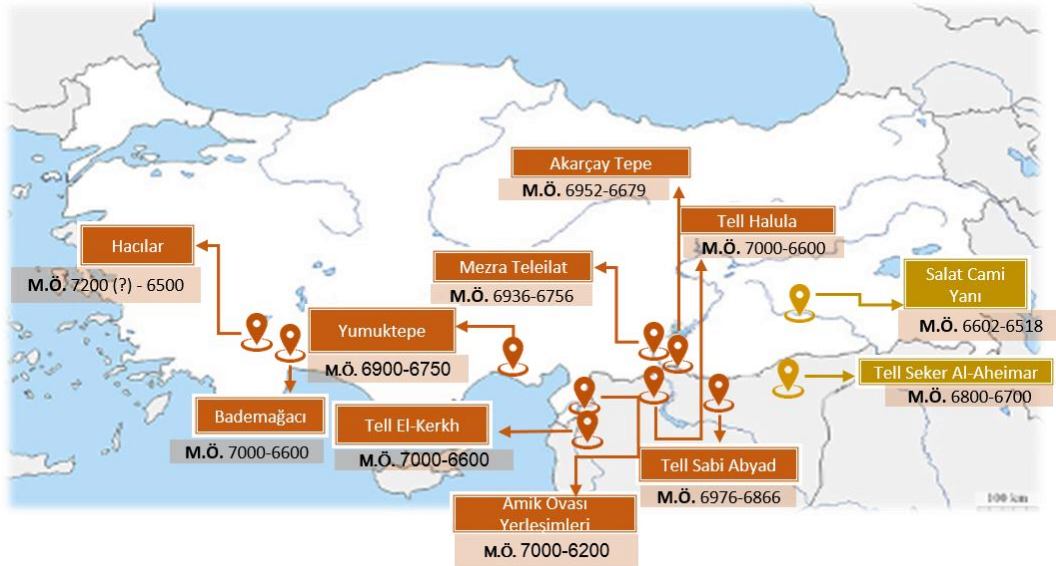 Akarçay Tepe
M.Ö. 6952-6679
Tell Halula
M.Ö. 7000-6600
Hacılar
M.Ö. 7200 (?) - 6500
Mezra Teleilat
M.Ö. 6936-6756
Salat Cami
Yanı
M.Ö. 6602-6518
Yumuktepe
M.Ö. 6900-6750
Tell Seker Al-Aheimar
M.Ö. 6800-6700
Bademağacı
M.Ö. 7000-6600
Tell El-Kerkh
M.Ö. 7000-6600
Tell Sabi Abyad
M.Ö. 6976-6866
Amik Ovası
Yerleşimleri
M.Ö. 7000-6200
100 km